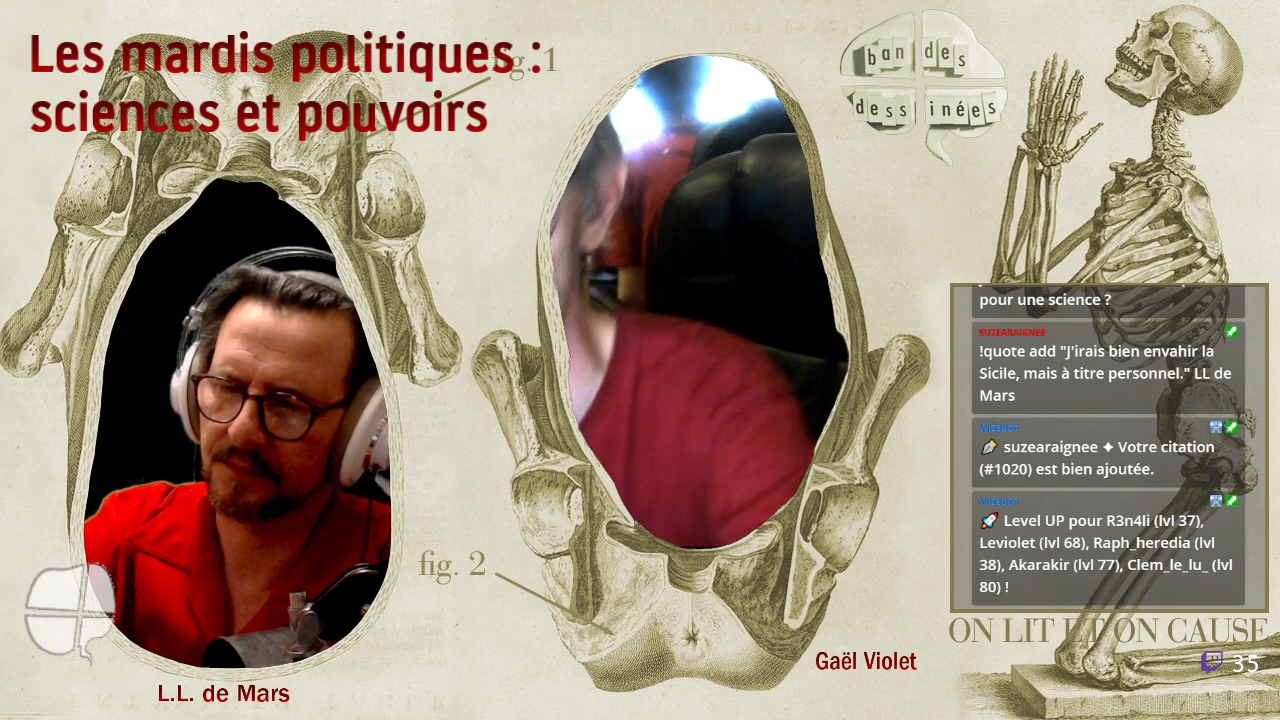 Les mardis politiques :
sciences et pouvoirs
fig. 1
ban des
dess inées
pour une science ?
SUZEARAIGNEE
!quote add "J'irais bien envahir la
Sicile, mais à titre personnel." LL de
Mars
WIZEBOT
suzearaignee ✦ Votre citation
(#1020) est bien ajoutée.
WIZEBOT
Level UP pour R3n4li (lvl 37),
Leviolet (lvl 68), Raph_heredia (lvl
38), Akarakir (lvl 77), Clem_le_lu_ (lvl
80) !
fig. 2
ON LIT ET ON CAUSE
35
Gaël Violet
L.L. de Mars